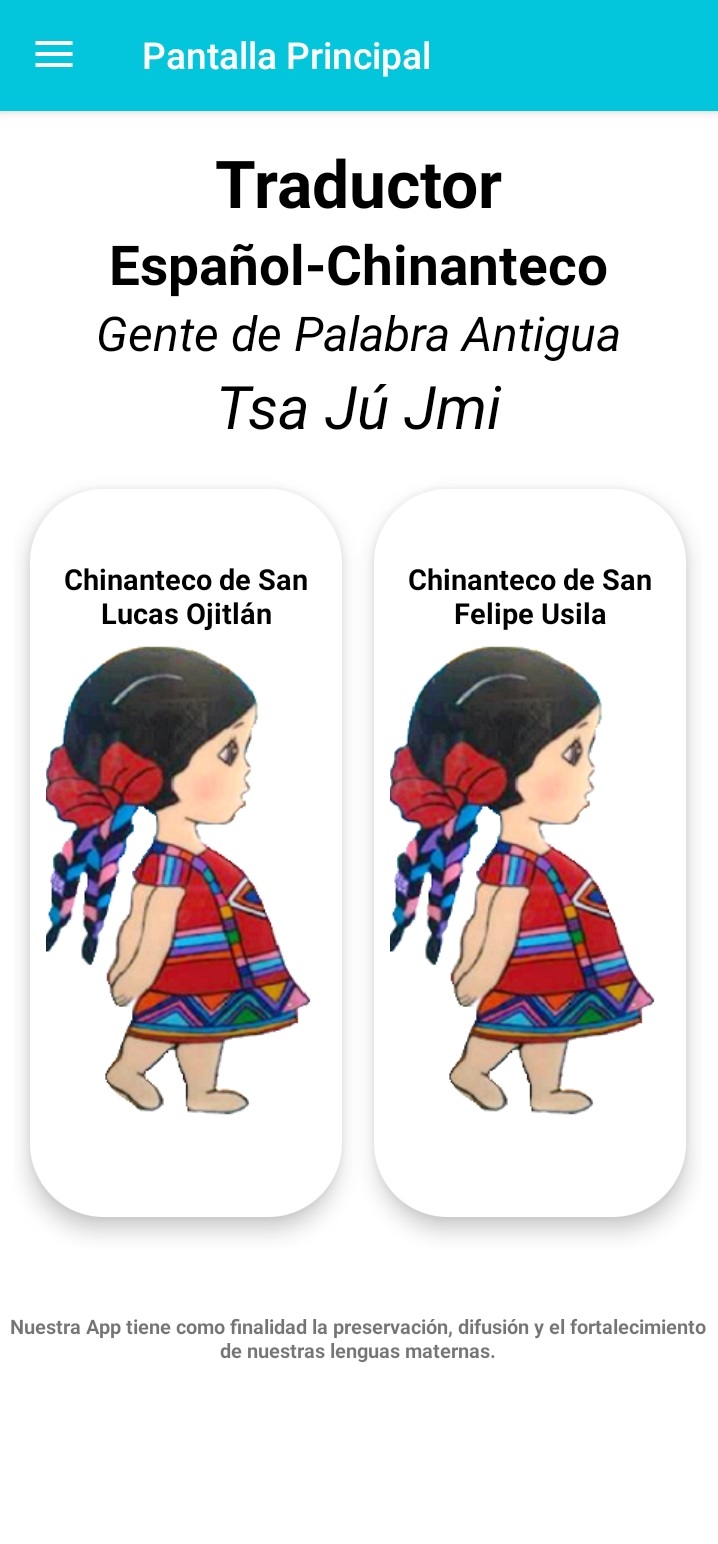 Pantalla Principal
Traductor
Español-Chinanteco
Gente de Palabra Antigua
Tsa Jú Jmi
Chinanteco de San
Lucas Ojitlán
Chinanteco de San
Felipe Usila
Nuestra App tiene como finalidad la preservación, difusión y el fortalecimiento
de nuestras lenguas maternas.